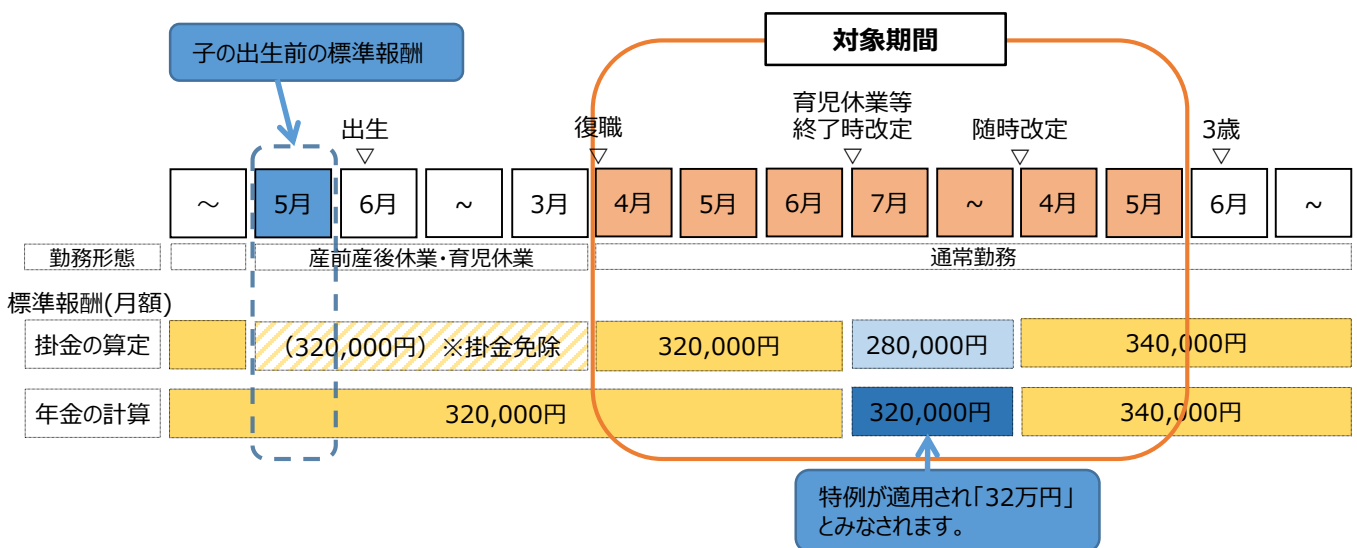 対象期間
子の出生前の標準報酬
出生
▽
復職
▽
育児休業等
終了時改定
▽
随時改定
▽
3歳
▽
～ 5月 6月 ~ 3月 4月 5月 6月 7月 ~ 4月 5月 6月 ~
勤務形態 産前産後休業・育児休業 通常勤務
標準報酬(月額)
掛金の算定 (320,000円) ※掛金免除 320,000円 280,000円 340,000円
年金の計算 320,000円 320,000円 340,000円
特例が適用され「32万円」
とみなされます。